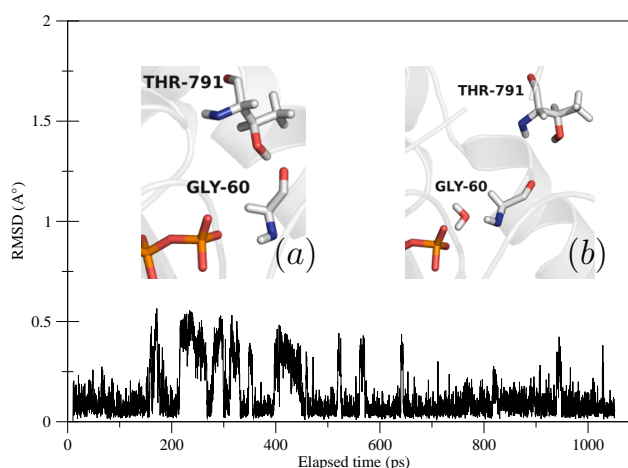 2
1.5
1
0.5
0
RMSD (A°)
THR-791
GLY-60
(a)
THR-791
GLY-60
(b)
0 200 400 600 800 1000
Elapsed time (ps)